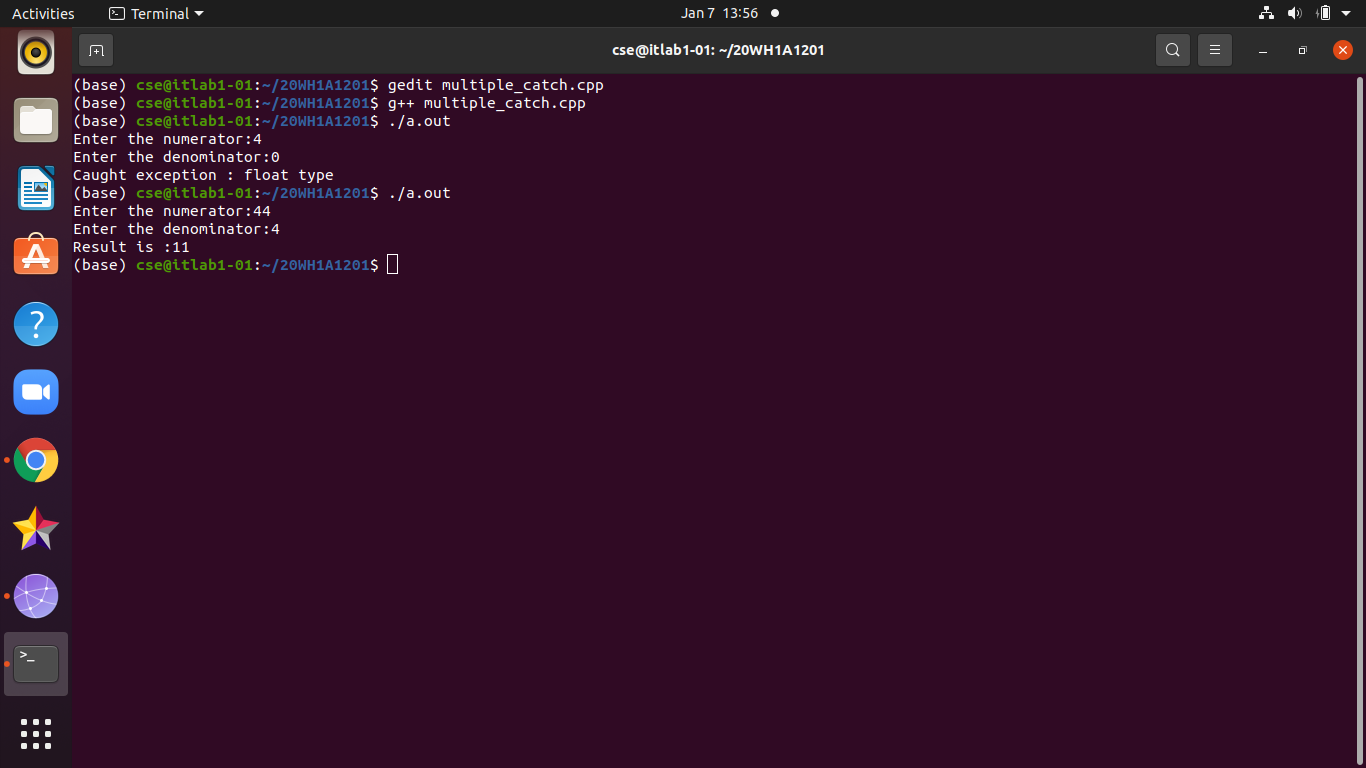 Activities Terminal Jan 7 13:56
cse@itlab1-01: ~/20WH1A1201
(base) cse@itlab1-01:~/20WH1A1201$ gedit multiple_catch.cpp
(base) cse@itlab1-01:~/20WH1A1201$ g++ multiple_catch.cpp
(base) cse@itlab1-01:~/20WH1A1201$ ./a.out
Enter the numerator:4
Enter the denominator:0
Caught exception : float type
(base) cse@itlab1-01:~/20WH1A1201$ ./a.out
Enter the numerator:44
Enter the denominator:4
Result is :11
(base) cse@itlab1-01:~/20WH1A1201$